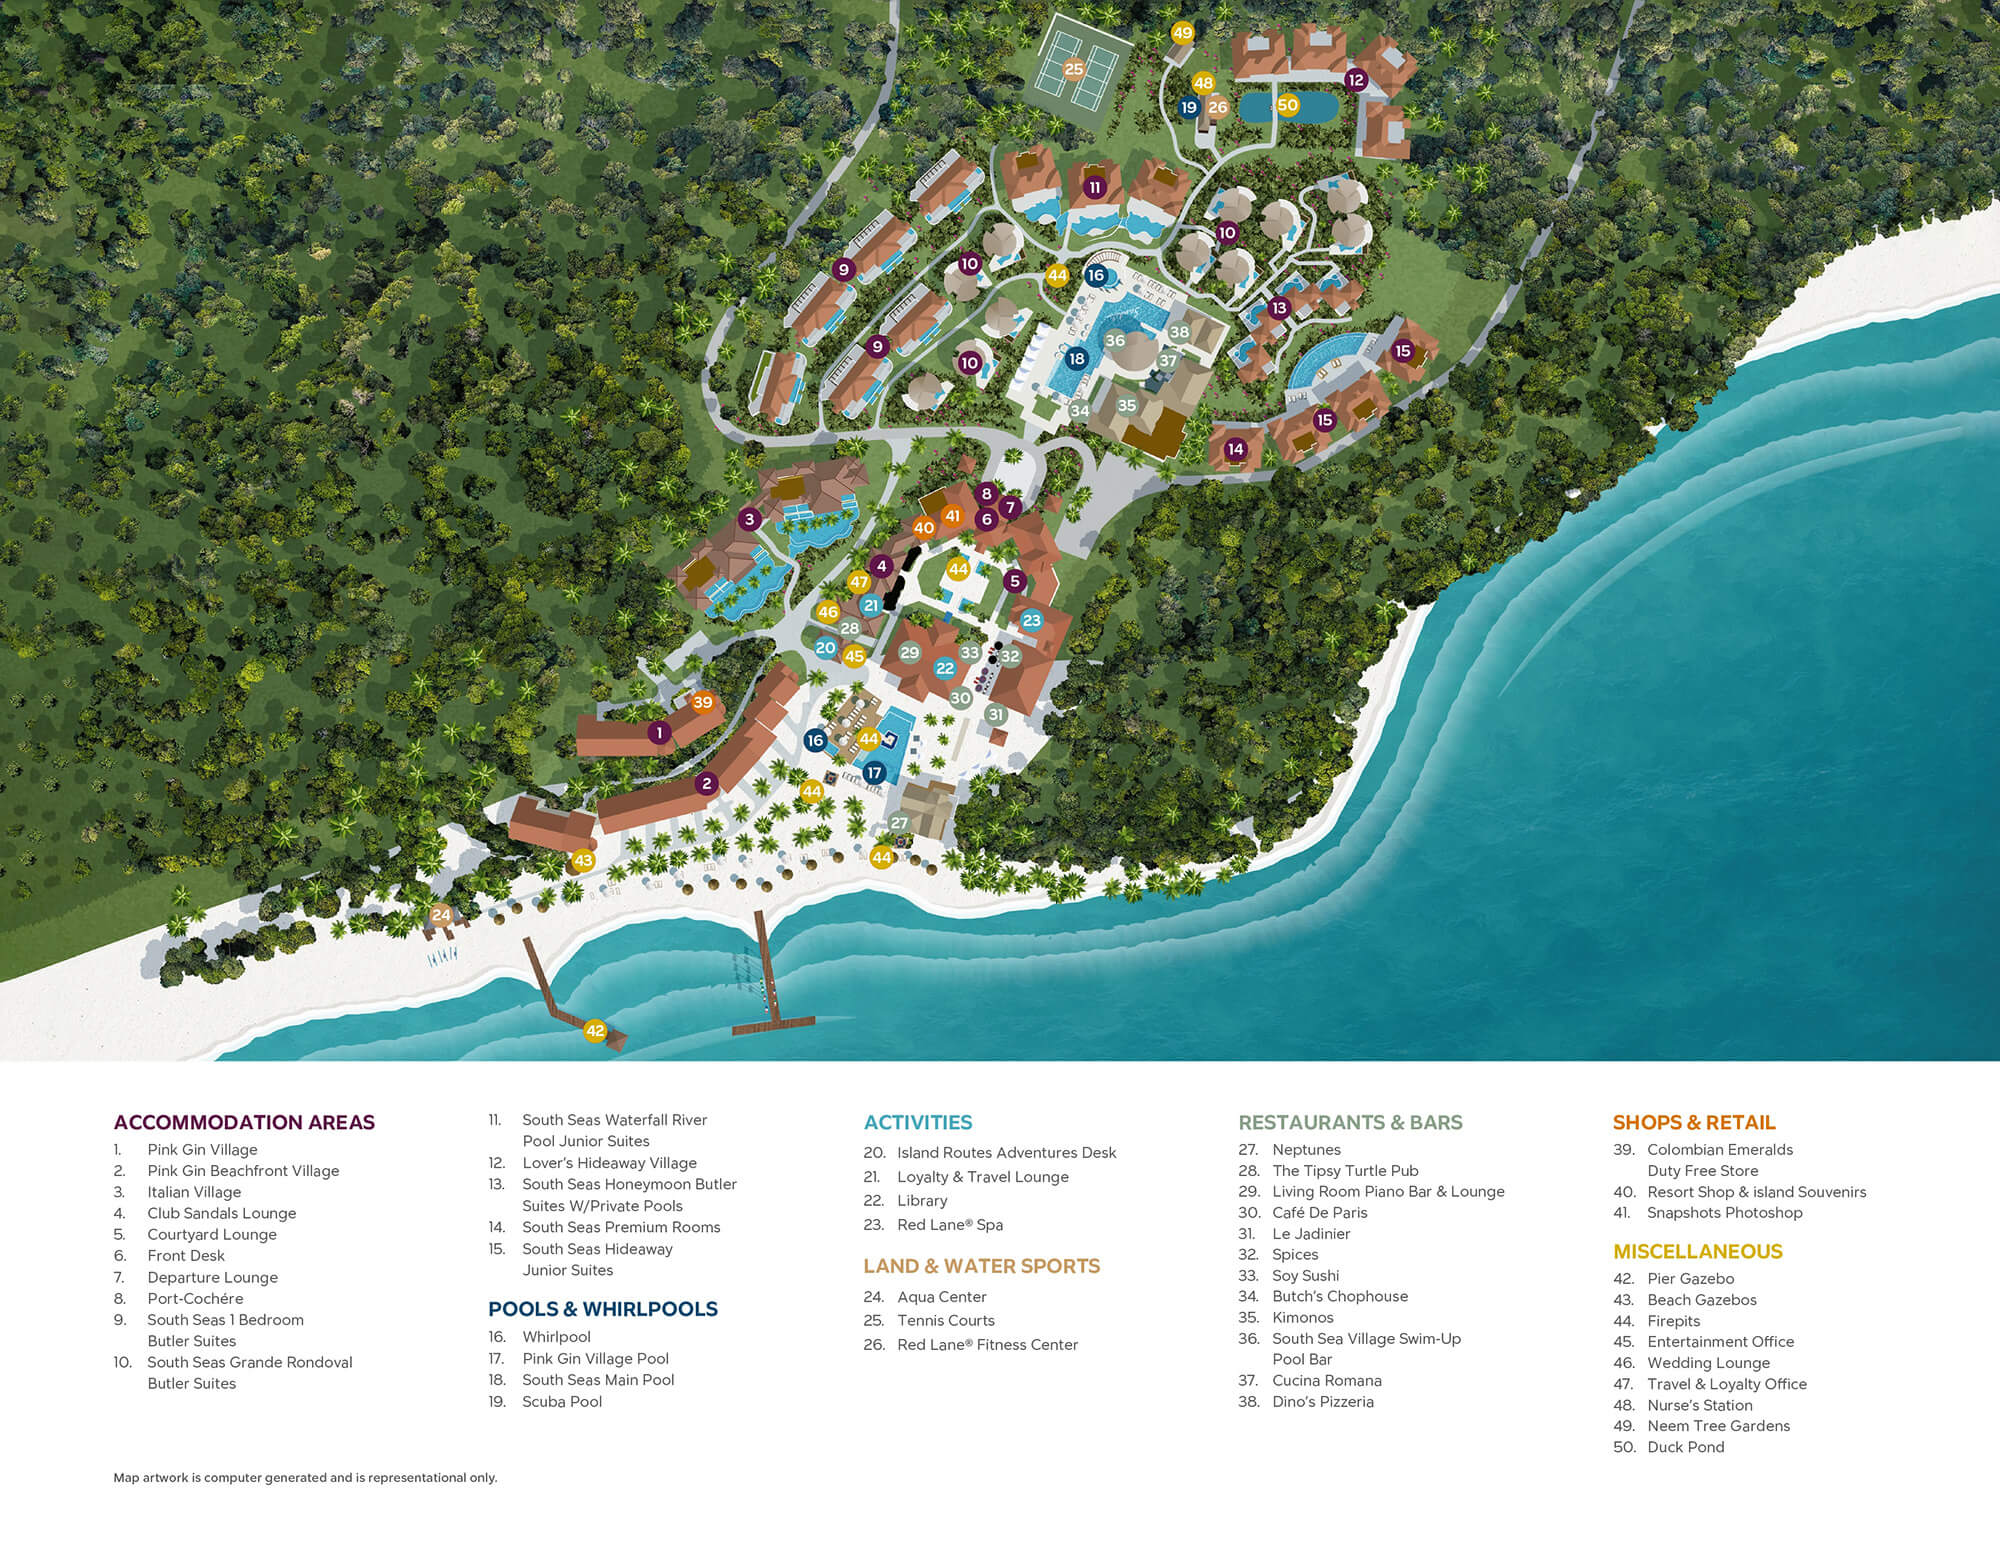 49
48
12
25
19
26
50
11
10
9
10
44
16
13
38
36
18
37
15
9
10
35
34
15
14
8
7
3
41
6
40
4
44
47
5
21
46
23
28
20
45
29
33
32
22
30
39
31
1
16
44
17
2
44
27
43
44
24
42
ACCOMMODATION AREAS
1. Pink Gin Village
2. Pink Gin Beachfront Village
3. Italian Village
4. Club Sandals Lounge
5. Courtyard Lounge
6. Front Desk
7. Departure Lounge
8. Port-Cochére
9. South Seas 1 Bedroom
Butler Suites
10. South Seas Grande Rondoval
Butler Suites
11. South Seas Waterfall River
Pool Junior Suites
12. Lover's Hideaway Village
13. South Seas Honeymoon Butler
Suites W/Private Pools
14. South Seas Premium Rooms
15. South Seas Hideaway
Junior Suites
POOLS & WHIRLPOOLS
16. Whirlpool
17. Pink Gin Village Pool
18. South Seas Main Pool
19. Scuba Pool
ACTIVITIES
20. Island Routes Adventures Desk
21. Loyalty & Travel Lounge
22. Library
23. Red Lane® Spa
LAND & WATER SPORTS
24. Aqua Center
25. Tennis Courts
26. Red Lane® Fitness Center
RESTAURANTS & BARS
27. Neptunes
28. The Tipsy Turtle Pub
29. Living Room Piano Bar & Lounge
30. Café De Paris
31. Le Jadinier
32. Spices
33. Soy Sushi
34. Butch's Chophouse
35. Kimonos
36. South Sea Village Swim-Up
Pool Bar
37. Cucina Romana
38. Dino's Pizzeria
SHOPS & RETAIL
39. Colombian Emeralds
Duty Free Store
40. Resort Shop & island Souvenirs
41. Snapshots Photoshop
MISCELLANEOUS
42. Pier Gazebo
43. Beach Gazebos
44. Firepits
45. Entertainment Office
46. Wedding Lounge
47. Travel & Loyalty Office
48. Nurse's Station
49. Neem Tree Gardens
50. Duck Pond
Map artwork is computer generated and is representational only.